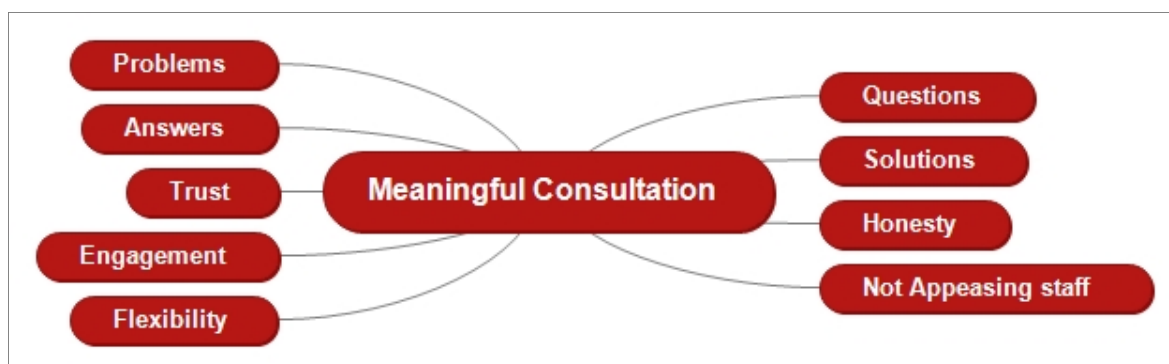 Problems
Answers
Trust
Engagement
Flexibility
Meaningful Consultation
Questions
Solutions
Honesty
Not Appeasing staff